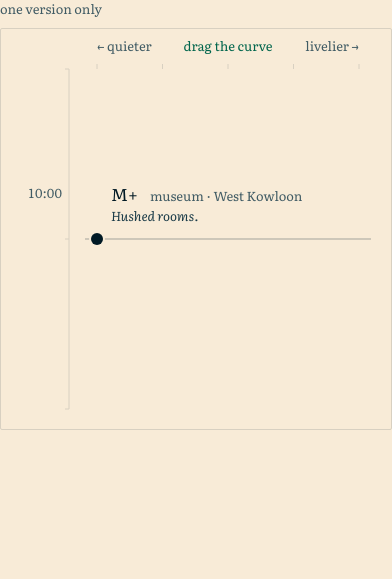 one version only
← quieter drag the curve livelier →
10:00
M+ museum · West Kowloon
Hushed rooms.